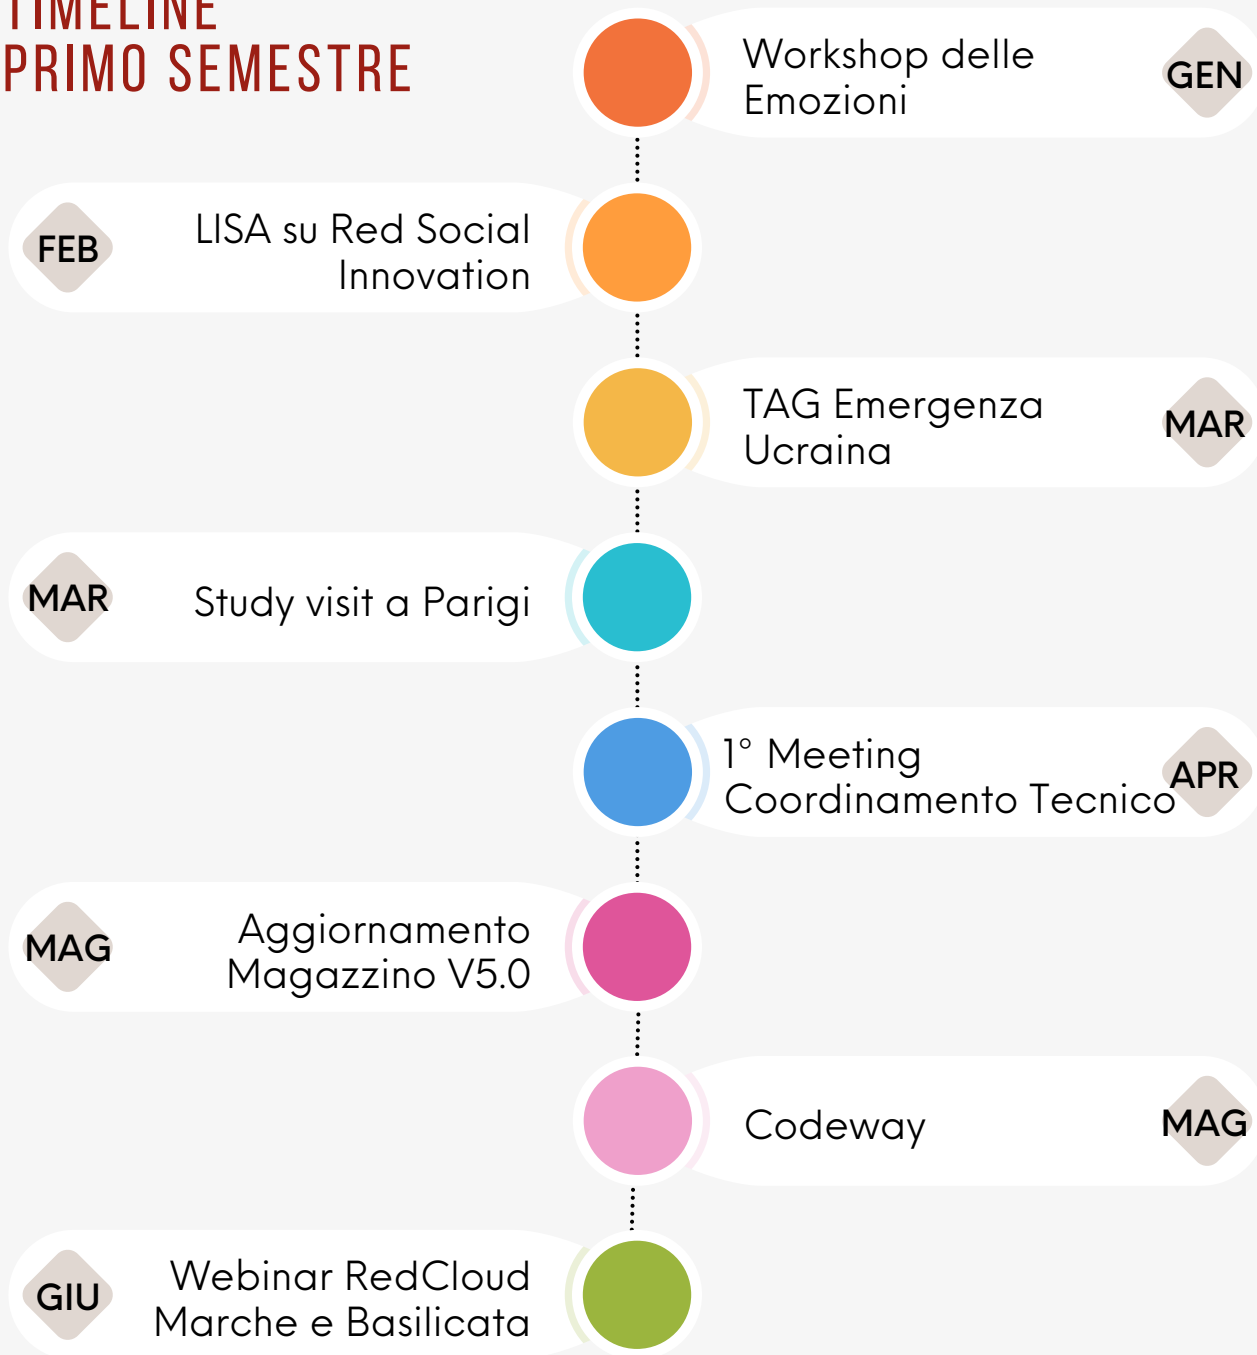 TIMELINE
PRIMO SEMESTRE
Workshop delle
Emozioni
GEN
FEB
LISA su Red Social
Innovation
TAG Emergenza
Ucraina
MAR
MAR
Study visit a Parigi
1° Meeting
Coordinamento Tecnico
APR
MAG
Aggiornamento
Magazzino V5.0
Codeway
MAG
GIU
Webinar RedCloud
Marche e Basilicata